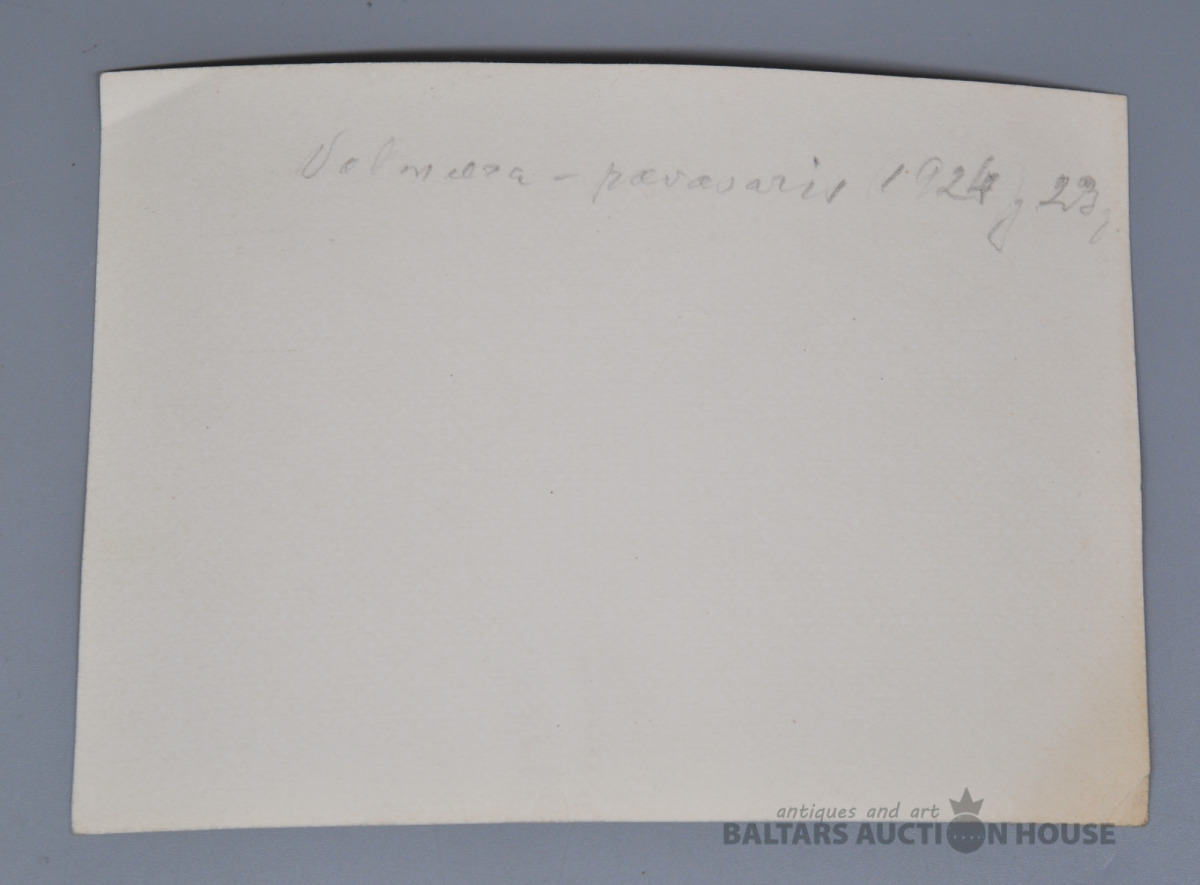 Valmiera - pavasaris (1924) 23
antiques and art
BALTARS AUCTION HOUSE